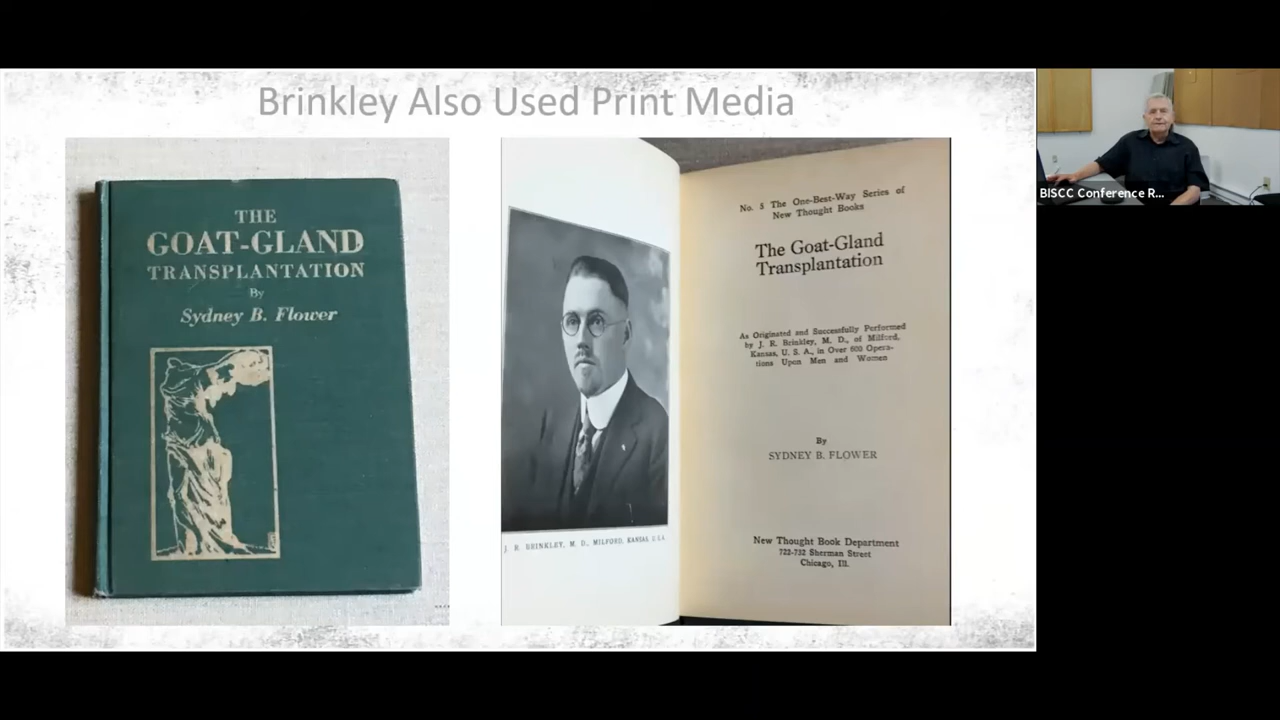 Brinkley Also Used Print Media
THE
GOAT-GLAND
TRANSPLANTATION
By
Sydney B. Flower
J. R. BRINKLEY, M. D., MILFORD, KANSAS, U.S.A.
No. 5 The One-Best-Way Series of
New Thought Books
The Goat-Gland
Transplantation
As Originated and Successfully Performed
by J. R. Brinkley, M. D., of Milford,
Kansas, U. S. A., in Over 600 Opera-
tions Upon Men and Women
By
SYDNEY B. FLOWER
New Thought Book Department
722-732 Sherman Street
Chicago, Ill.
BISCC Conference R...